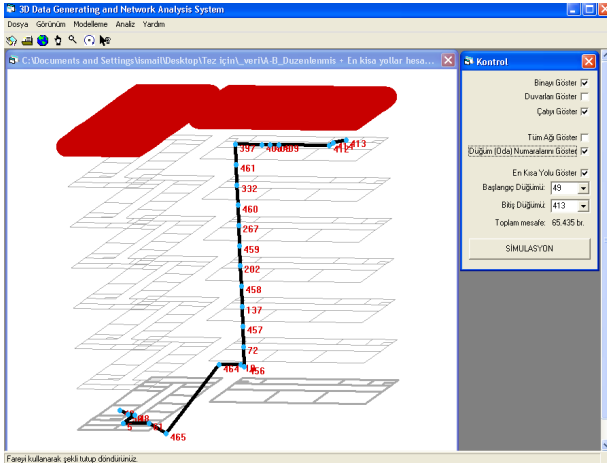 3D Data Generating and Network Analysis System
Dosya Görünüm Modelleme Analiz Yardım
C:\Documents and Settings\ismail\Desktop\Tez için\_veri\A-B_Duzenlenmis + En kisa yollar hesa...
Kontrol
Binayı Göster
Duvarları Göster
Çatıyı Göster
Tüm Ağı Göster
Düğüm (Oda) Numaralarını Göster
En Kısa Yolu Göster
Başlangıç Düğümü: 49
Bitiş Düğümü: 413
Toplam mesafe: 65.435 br.
SİMULASYON
397
413
412
461
332
460
267
459
202
458
137
457
72
464
456
465
5
Fareyi kullanarak şekli tutup döndürünüz.